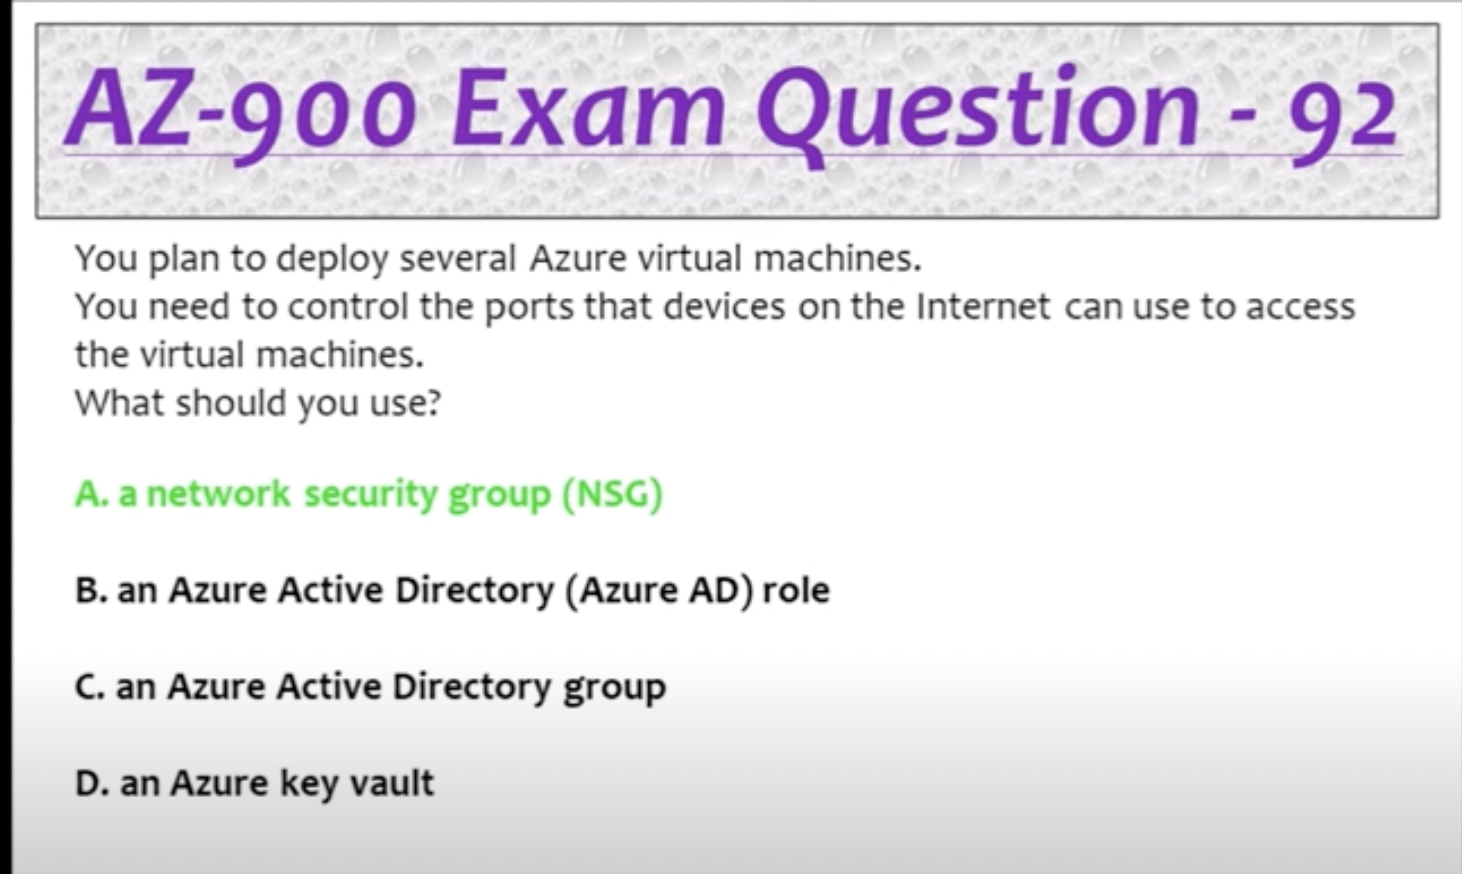 AZ-900 Exam Question - 92
You plan to deploy several Azure virtual machines.
You need to control the ports that devices on the Internet can use to access
the virtual machines.
What should you use?
A. a network security group (NSG)
B. an Azure Active Directory (Azure AD) role
C. an Azure Active Directory group
D. an Azure key vault